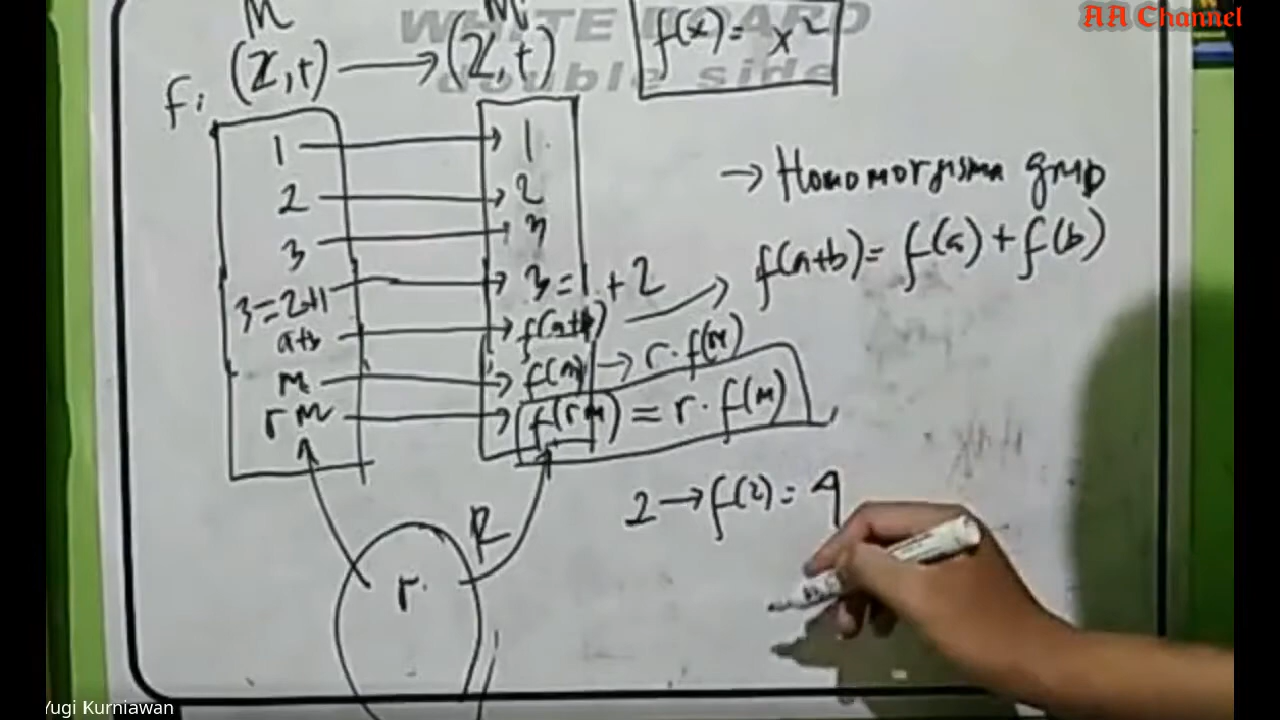 AA Channel
WHITE BOARD
double side
M M'
f: (Z,+) → (Z,+)
f(x) = x²
1 → 1
2 → 2
3 → 3
3=2+1 → 3=1+2
a+b → f(a+b) → f(a+b) = f(a) + f(b)
→ Homomorfisma grup
m → f(m) → r.f(m)
rm → f(rm) = r.f(m)
2 → f(2) = 4
R
r.
Yugi Kurniawan